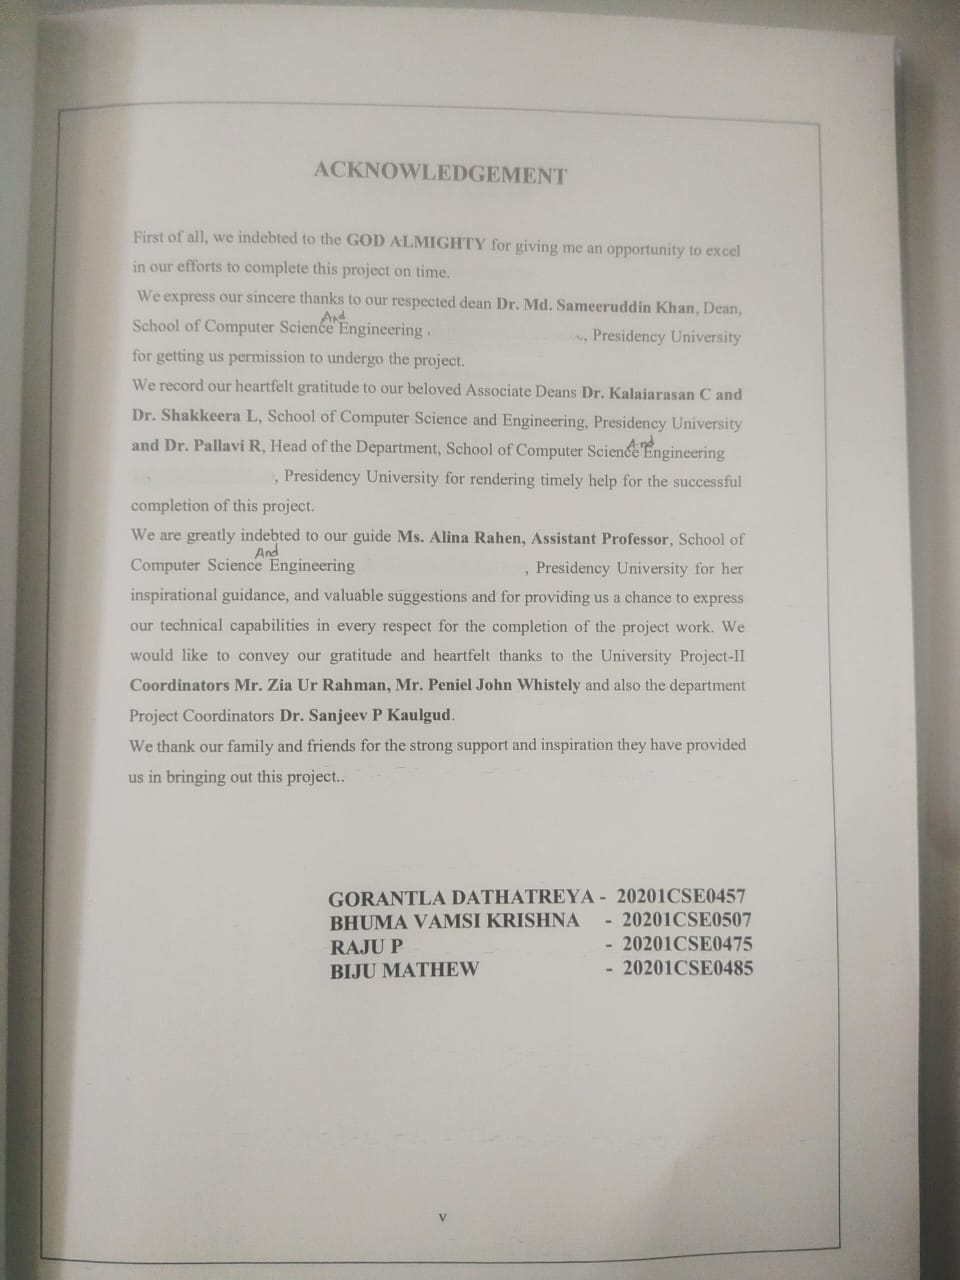 ACKNOWLEDGEMENT
First of all, we indebted to the GOD ALMIGHTY for giving me an opportunity to excel
in our efforts to complete this project on time.
We express our sincere thanks to our respected dean Dr. Md. Sameeruddin Khan, Dean,
School of Computer Science And Engineering , Presidency University
for getting us permission to undergo the project.
We record our heartfelt gratitude to our beloved Associate Deans Dr. Kalaiarasan C and
Dr. Shakkeera L, School of Computer Science and Engineering, Presidency University
and Dr. Pallavi R, Head of the Department, School of Computer Science And Engineering
, Presidency University for rendering timely help for the successful
completion of this project.
We are greatly indebted to our guide Ms. Alina Rahen, Assistant Professor, School of
Computer Science And Engineering , Presidency University for her
inspirational guidance, and valuable suggestions and for providing us a chance to express
our technical capabilities in every respect for the completion of the project work. We
would like to convey our gratitude and heartfelt thanks to the University Project-II
Coordinators Mr. Zia Ur Rahman, Mr. Peniel John Whistely and also the department
Project Coordinators Dr. Sanjeev P Kaulgud.
We thank our family and friends for the strong support and inspiration they have provided
us in bringing out this project..
GORANTLA DATHATREYA - 20201CSE0457
BHUMA VAMSI KRISHNA - 20201CSE0507
RAJU P - 20201CSE0475
BIJU MATHEW - 20201CSE0485
v